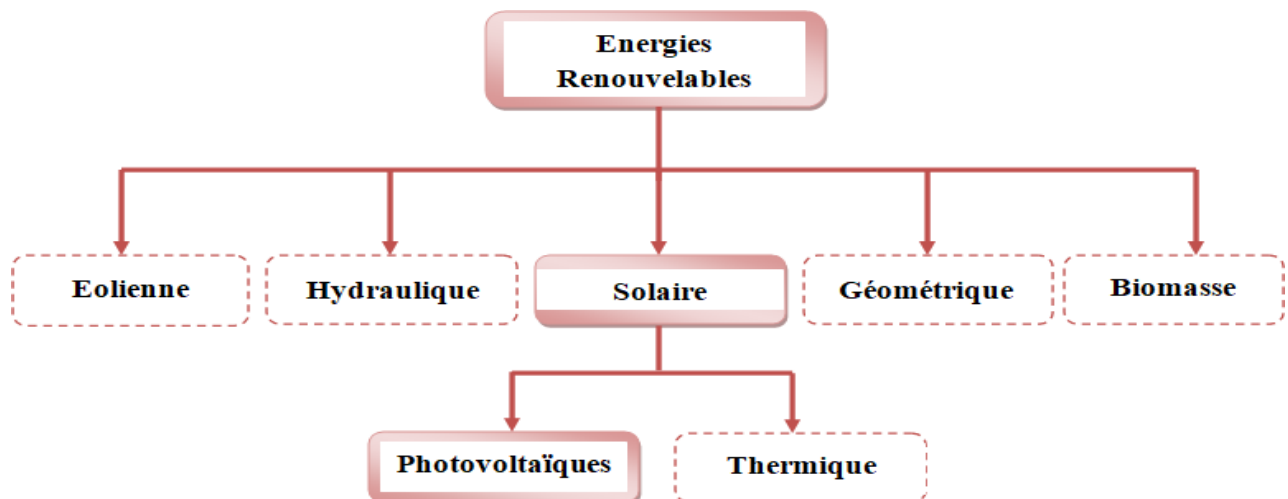 Energies
Renouvelables
Eolienne
Hydraulique
Solaire
Géométrique
Biomasse
Photovoltaïques
Thermique